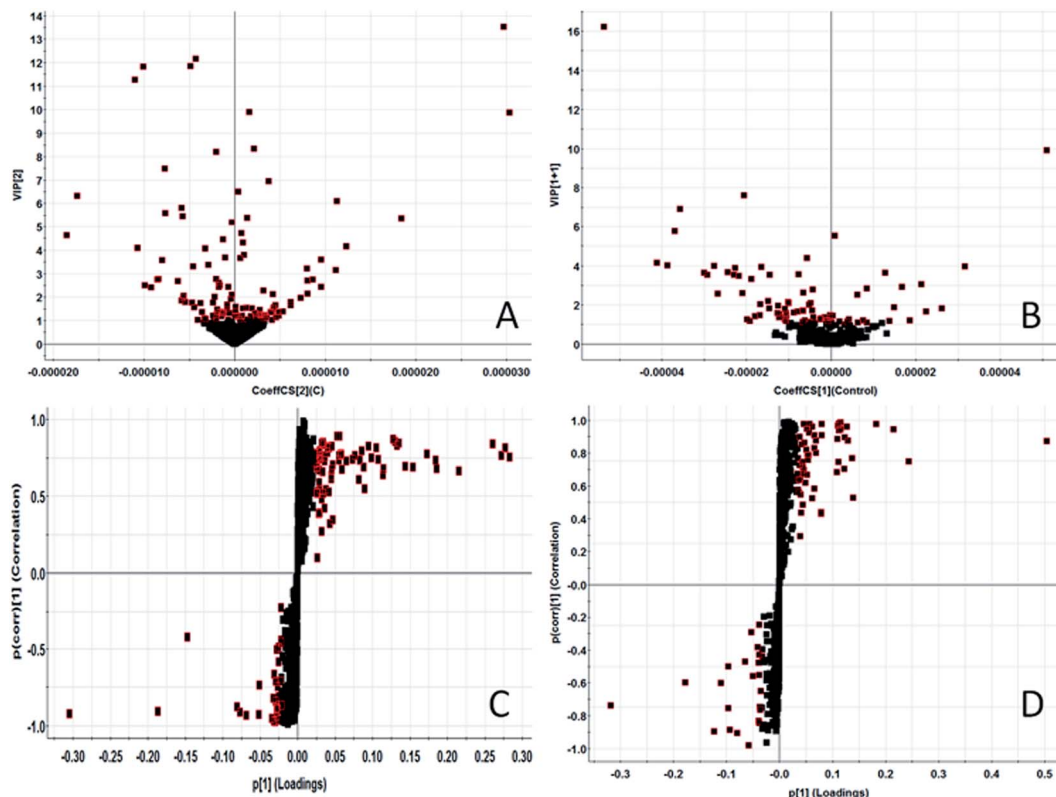 14
13
12
11
10
9
8
7
6
5
4
3
2
1
0
VIP[2]
A
-0.000020 -0.000010 0.000000 0.000010 0.000020 0.000030
CoeffCS[2](C)
16
14
12
10
8
6
4
2
0
VIP[1+1]
B
-0.00004 -0.00002 0.00000 0.00002 0.00004
CoeffCS[1](Control)
1.0
0.5
0.0
-0.5
-1.0
p(corr)[1] (Correlation)
C
-0.30 -0.25 -0.20 -0.15 -0.10 -0.05 0.00 0.05 0.10 0.15 0.20 0.25 0.30
p[1] (Loadings)
1.0
0.8
0.6
0.4
0.2
-0.0
-0.2
-0.4
-0.6
-0.8
-1.0
p(corr)[1] (Correlation)
D
-0.3 -0.2 -0.1 -0.0 0.1 0.2 0.3 0.4 0.5
p[1] (Loadings)